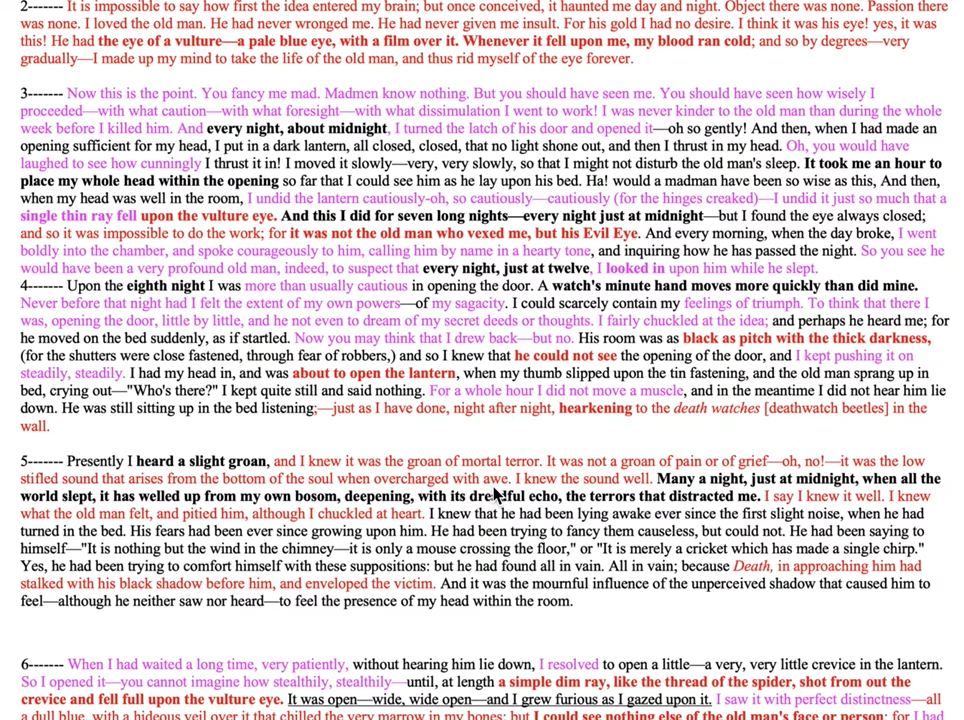 2------- It is impossible to say how first the idea entered my brain; but once conceived, it haunted me day and night. Object there was none. Passion there
was none. I loved the old man. He had never wronged me. He had never given me insult. For his gold I had no desire. I think it was his eye! yes, it was
this! He had the eye of a vulture—a pale blue eye, with a film over it. Whenever it fell upon me, my blood ran cold; and so by degrees—very
gradually—I made up my mind to take the life of the old man, and thus rid myself of the eye forever.
3------- Now this is the point. You fancy me mad. Madmen know nothing. But you should have seen me. You should have seen how wisely I
proceeded—with what caution—with what foresight—with what dissimulation I went to work! I was never kinder to the old man than during the whole
week before I killed him. And every night, about midnight, I turned the latch of his door and opened it—oh so gently! And then, when I had made an
opening sufficient for my head, I put in a dark lantern, all closed, closed, that no light shone out, and then I thrust in my head. Oh, you would have
laughed to see how cunningly I thrust it in! I moved it slowly—very, very slowly, so that I might not disturb the old man's sleep. It took me an hour to
place my whole head within the opening so far that I could see him as he lay upon his bed. Ha! would a madman have been so wise as this, And then,
when my head was well in the room, I undid the lantern cautiously-oh, so cautiously—cautiously (for the hinges creaked)—I undid it just so much that a
single thin ray fell upon the vulture eye. And this I did for seven long nights—every night just at midnight—but I found the eye always closed;
and so it was impossible to do the work; for it was not the old man who vexed me, but his Evil Eye. And every morning, when the day broke, I went
boldly into the chamber, and spoke courageously to him, calling him by name in a hearty tone, and inquiring how he has passed the night. So you see he
would have been a very profound old man, indeed, to suspect that every night, just at twelve, I looked in upon him while he slept.
4------- Upon the eighth night I was more than usually cautious in opening the door. A watch's minute hand moves more quickly than did mine.
Never before that night had I felt the extent of my own powers—of my sagacity. I could scarcely contain my feelings of triumph. To think that there I
was, opening the door, little by little, and he not even to dream of my secret deeds or thoughts. I fairly chuckled at the idea; and perhaps he heard me; for
he moved on the bed suddenly, as if startled. Now you may think that I drew back—but no. His room was as black as pitch with the thick darkness,
(for the shutters were close fastened, through fear of robbers,) and so I knew that he could not see the opening of the door, and I kept pushing it on
steadily, steadily. I had my head in, and was about to open the lantern, when my thumb slipped upon the tin fastening, and the old man sprang up in
bed, crying out—"Who's there?" I kept quite still and said nothing. For a whole hour I did not move a muscle, and in the meantime I did not hear him lie
down. He was still sitting up in the bed listening;—just as I have done, night after night, hearkening to the death watches [deathwatch beetles] in the
wall.
5------- Presently I heard a slight groan, and I knew it was the groan of mortal terror. It was not a groan of pain or of grief—oh, no!—it was the low
stifled sound that arises from the bottom of the soul when overcharged with awe. I knew the sound well. Many a night, just at midnight, when all the
world slept, it has welled up from my own bosom, deepening, with its dreadful echo, the terrors that distracted me. I say I knew it well. I knew
what the old man felt, and pitied him, although I chuckled at heart. I knew that he had been lying awake ever since the first slight noise, when he had
turned in the bed. His fears had been ever since growing upon him. He had been trying to fancy them causeless, but could not. He had been saying to
himself—"It is nothing but the wind in the chimney—it is only a mouse crossing the floor," or "It is merely a cricket which has made a single chirp."
Yes, he had been trying to comfort himself with these suppositions: but he had found all in vain. All in vain; because Death, in approaching him had
stalked with his black shadow before him, and enveloped the victim. And it was the mournful influence of the unperceived shadow that caused him to
feel—although he neither saw nor heard—to feel the presence of my head within the room.
6------- When I had waited a long time, very patiently, without hearing him lie down, I resolved to open a little—a very, very little crevice in the lantern.
So I opened it—you cannot imagine how stealthily, stealthily—until, at length a simple dim ray, like the thread of the spider, shot from out the
crevice and fell full upon the vulture eye. It was open—wide, wide open—and I grew furious as I gazed upon it. I saw it with perfect distinctness—all
a dull blue, with a hideous veil over it that chilled the very marrow in my bones; but I could see nothing else of the old man's face or person: for I had